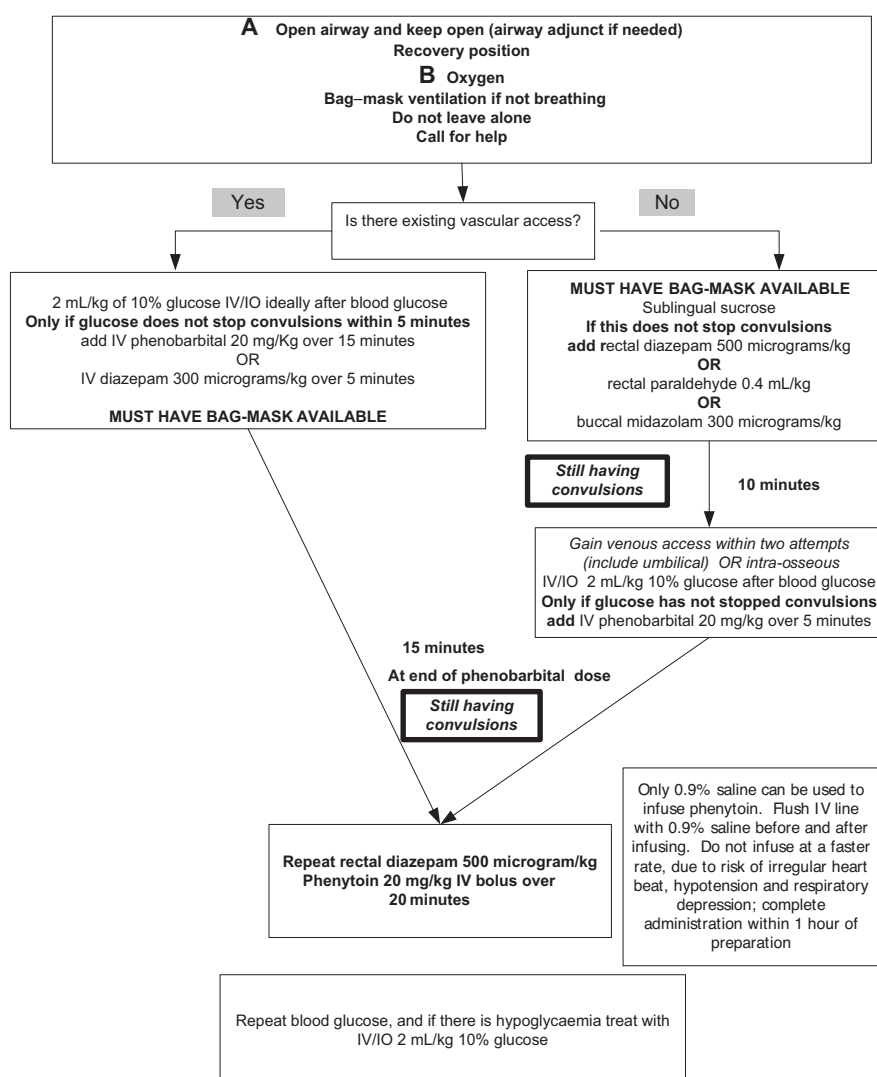 A Open airway and keep open (airway adjunct if needed)
Recovery position
B Oxygen
Bag–mask ventilation if not breathing
Do not leave alone
Call for help
Yes
No
Is there existing vascular access?
2 mL/kg of 10% glucose IV/IO ideally after blood glucose
Only if glucose does not stop convulsions within 5 minutes
add IV phenobarbital 20 mg/Kg over 15 minutes
OR
IV diazepam 300 micrograms/kg over 5 minutes
MUST HAVE BAG-MASK AVAILABLE
MUST HAVE BAG-MASK AVAILABLE
Sublingual sucrose
If this does not stop convulsions
add rectal diazepam 500 micrograms/kg
OR
rectal paraldehyde 0.4 mL/kg
OR
buccal midazolam 300 micrograms/kg
Still having
convulsions
10 minutes
Gain venous access within two attempts
(include umbilical) OR intra-osseous
IV/IO 2 mL/kg 10% glucose after blood glucose
Only if glucose has not stopped convulsions
add IV phenobarbital 20 mg/kg over 5 minutes
15 minutes
At end of phenobarbital dose
Still having
convulsions
Repeat rectal diazepam 500 microgram/kg
Phenytoin 20 mg/kg IV bolus over
20 minutes
Only 0.9% saline can be used to
infuse phenytoin. Flush IV line
with 0.9% saline before and after
infusing. Do not infuse at a faster
rate, due to risk of irregular heart
beat, hypotension and respiratory
depression; complete
administration within 1 hour of
preparation
Repeat blood glucose, and if there is hypoglycaemia treat with
IV/IO 2 mL/kg 10% glucose